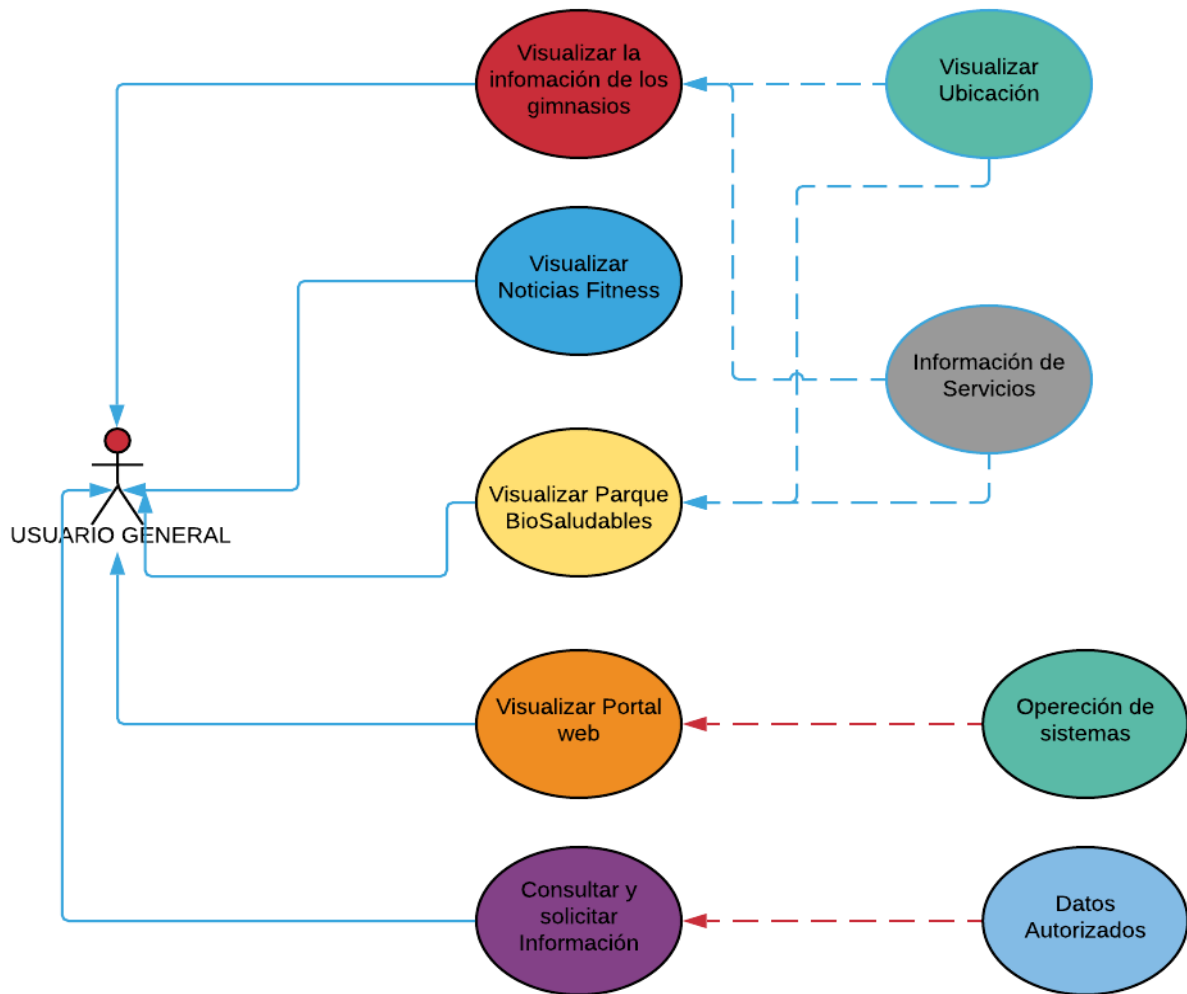 Visualizar la
infomación de los
gimnasios
Visualizar
Ubicación
Visualizar
Noticias Fitness
Información de
Servicios
USUARIO GENERAL
Visualizar Parque
BioSaludables
Visualizar Portal
web
Opereción de
sistemas
Consultar y
solicitar
Información
Datos
Autorizados